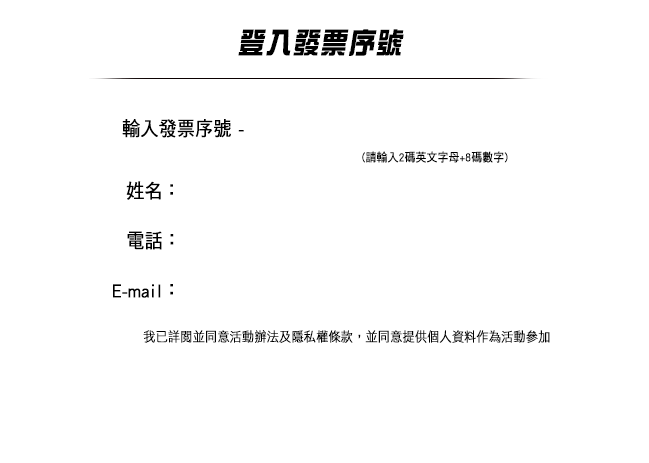 登入發票序號
輸入發票序號 -
(請輸入2碼英文字母+8碼數字)
姓名：
電話：
E-mail：
我已詳閱並同意活動辦法及隱私權條款，並同意提供個人資料作為活動參加